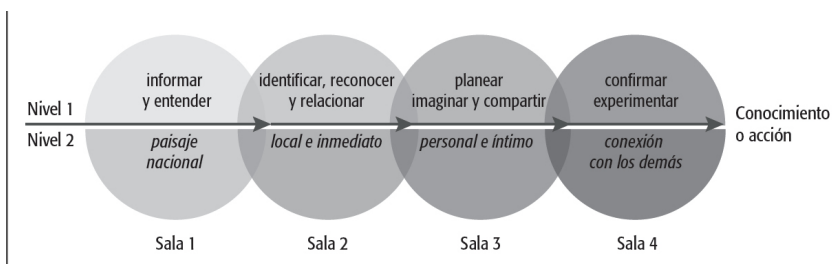 informar
y entender
identificar, reconocer
y relacionar
planear
imaginar y compartir
confirmar
experimentar
Nivel 1
Nivel 2
paisaje
nacional
local e inmediato
personal e íntimo
conexión
con los demás
Conocimiento
o acción
Sala 1
Sala 2
Sala 3
Sala 4